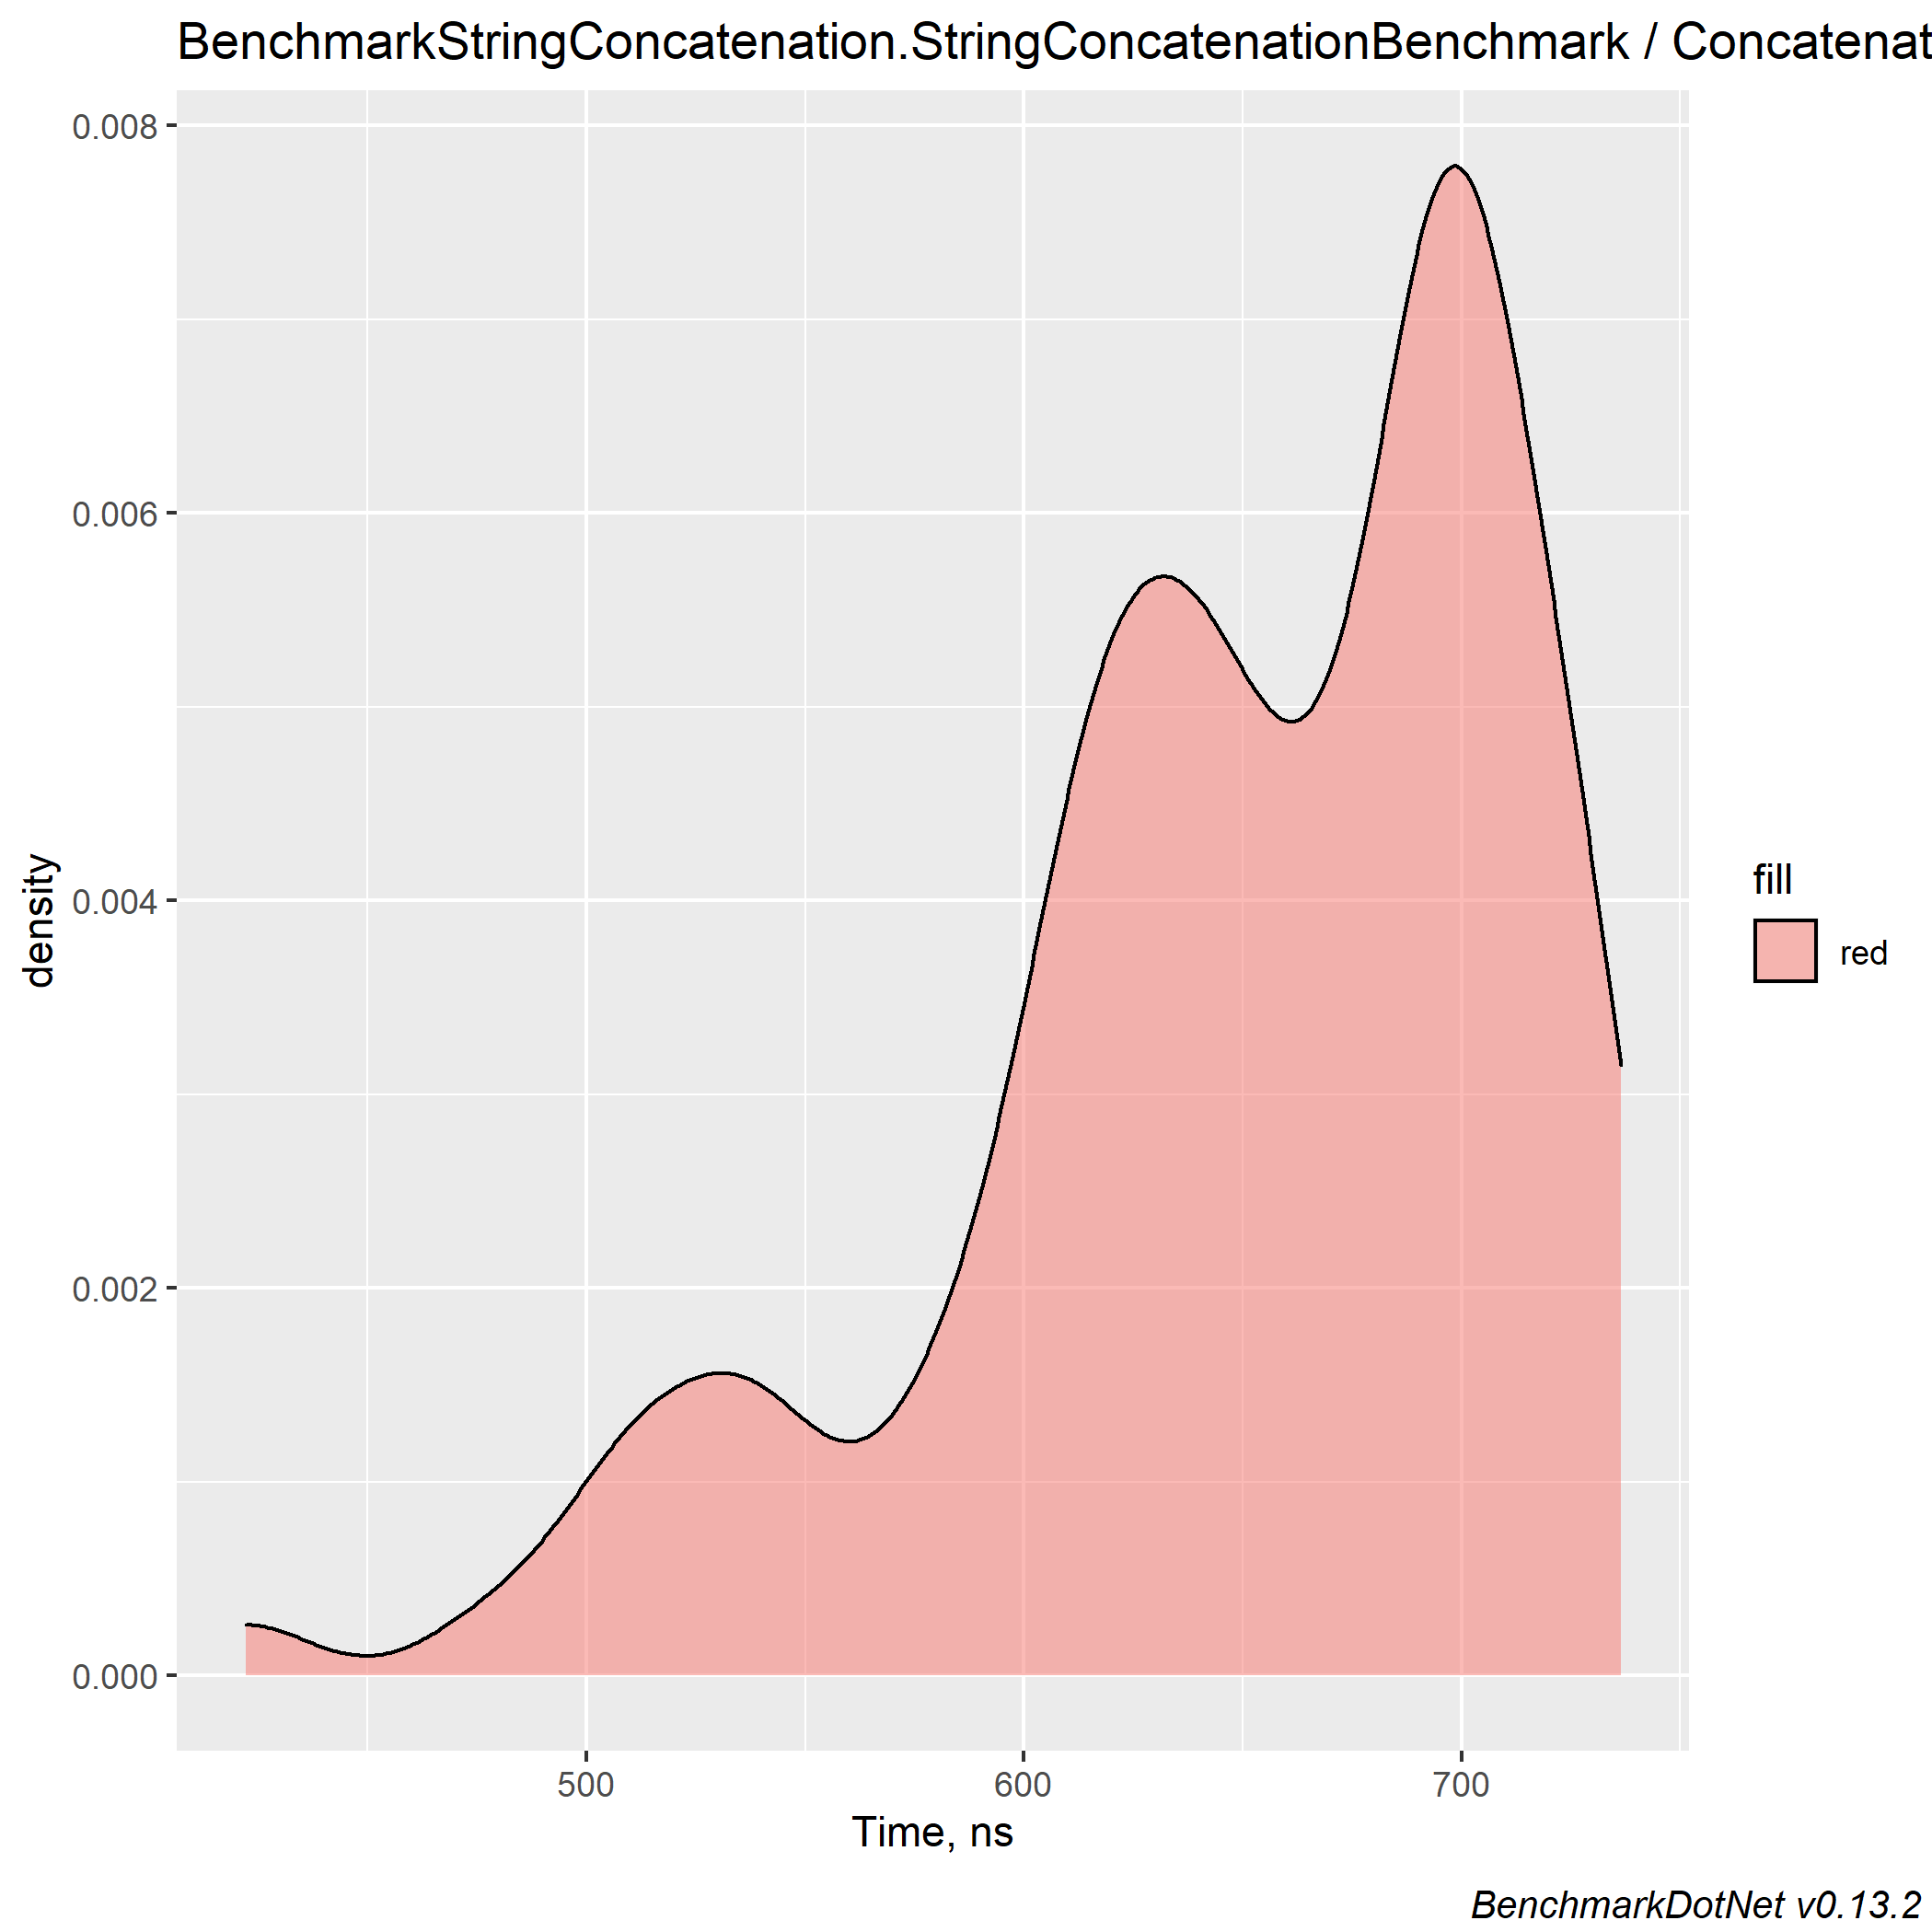 BenchmarkStringConcatenation.StringConcatenationBenchmark / Concatenat
0.008
0.006
0.004
0.002
0.000
density
500 600 700
Time, ns
fill
red
BenchmarkDotNet v0.13.2